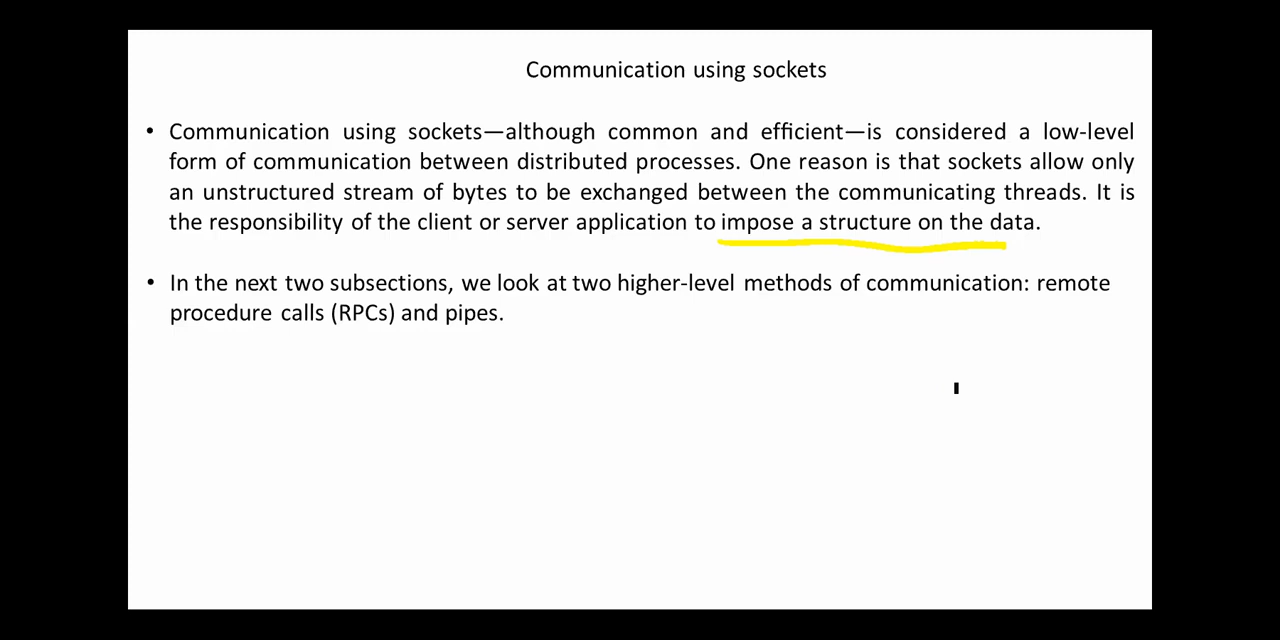 Communication using sockets
• Communication using sockets—although common and efficient—is considered a low-level
form of communication between distributed processes. One reason is that sockets allow only
an unstructured stream of bytes to be exchanged between the communicating threads. It is
the responsibility of the client or server application to impose a structure on the data.
• In the next two subsections, we look at two higher-level methods of communication: remote
procedure calls (RPCs) and pipes.